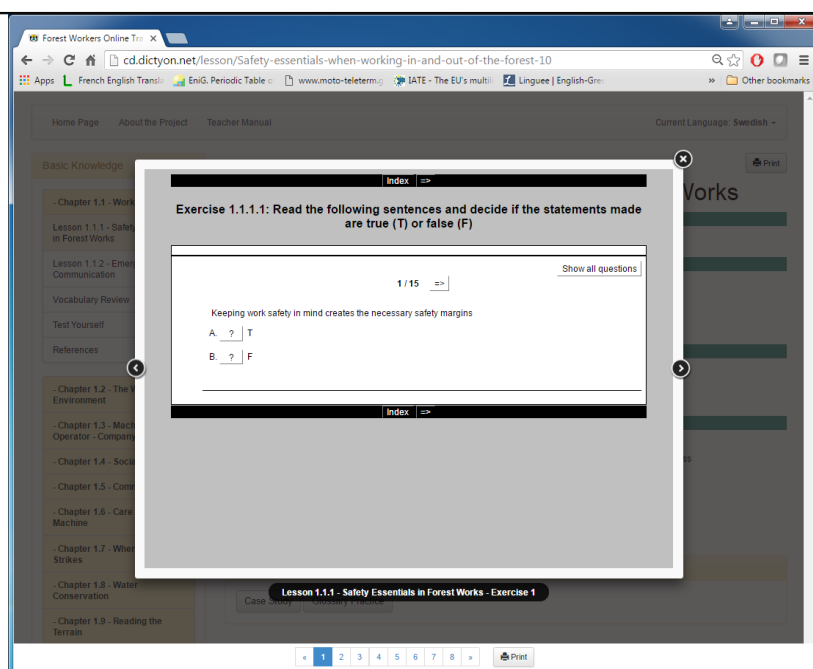 Forest Workers Online Tra
cd.dictyon.net/lesson/Safety-essentials-when-working-in-and-out-of-the-forest-10
Apps French English Transla EniG. Periodic Table o www.moto-teleterm.g IATE - The EU's multili Linguee | English-Gre » Other bookmarks
Home Page About the Project Teacher Manual Current Language: Swedish
Basic Knowledge
Print
- Chapter 1.1 - Work
Lesson 1.1.1 - Safety
in Forest Works
Lesson 1.1.2 - Emer
Communication
Vocabulary Review
Test Yourself
References
- Chapter 1.2 - The W
Environment
- Chapter 1.3 - Mach
Operator - Company
- Chapter 1.4 - Socia
- Chapter 1.5 - Comm
- Chapter 1.6 - Care
Machine
- Chapter 1.7 - When
Strikes
- Chapter 1.8 - Water
Conservation
- Chapter 1.9 - Reading the
Terrain
Works
Index =>
Exercise 1.1.1.1: Read the following sentences and decide if the statements made
are true (T) or false (F)
Show all questions
1 / 15 =>
Keeping work safety in mind creates the necessary safety margins
A. ? T
B. ? F
Index =>
ss
Lesson 1.1.1 - Safety Essentials in Forest Works - Exercise 1
Case Study Glossary Practice
« 1 2 3 4 5 6 7 8 » Print